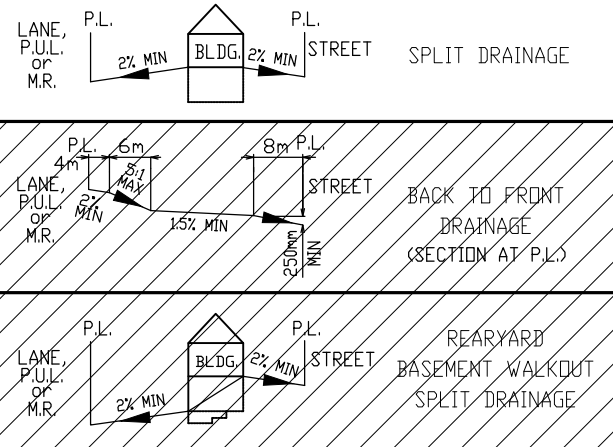 P.L.
P.L.
LANE,
P.U.L.
or
M.R.
2% MIN
BLDG.
2% MIN
STREET
SPLIT DRAINAGE
P.L.
6m
8m
P.L.
4m
5:1
MAX
LANE,
P.U.L.
or
M.R.
2%
MIN
1.5% MIN
STREET
250mm
MIN
BACK TO FRONT
DRAINAGE
(SECTION AT P.L.)
P.L.
P.L.
LANE,
P.U.L.
or
M.R.
2% MIN
BLDG.
2% MIN
STREET
REARYARD
BASEMENT WALKOUT
SPLIT DRAINAGE